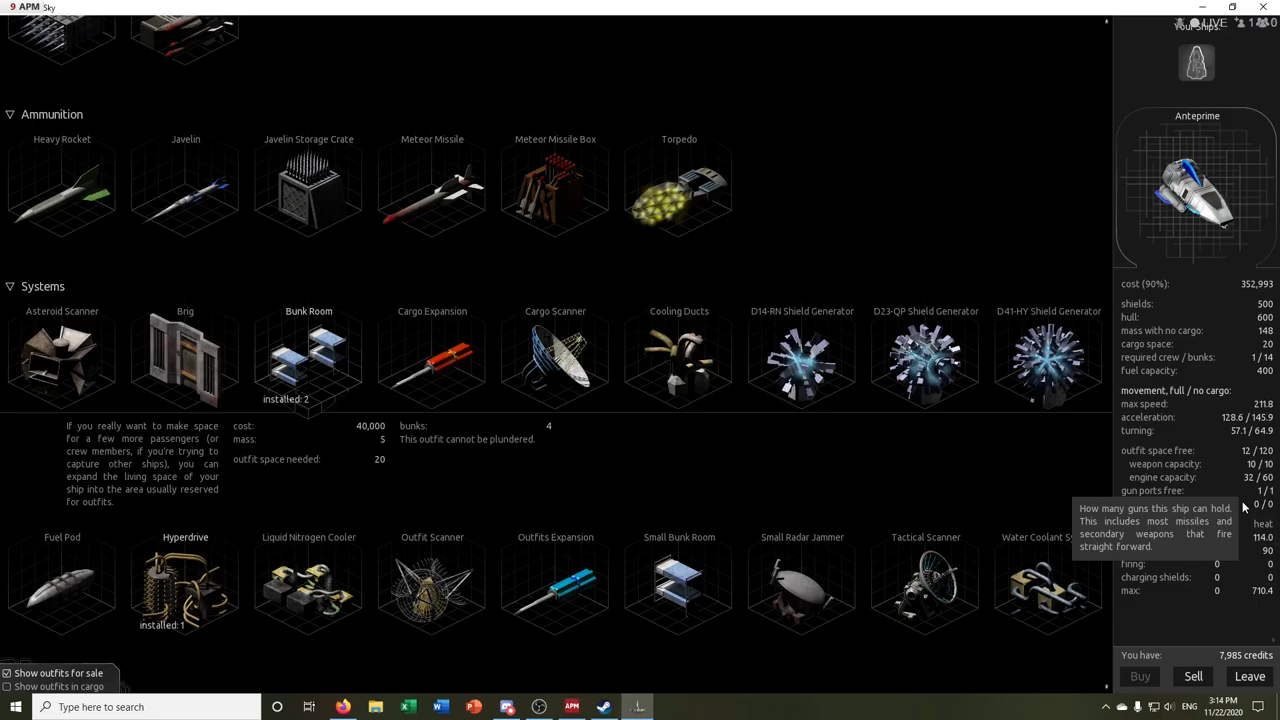 9 APM Sky
LIVE 1 0
Your Ships:
Ammunition
Heavy Rocket
Javelin
Javelin Storage Crate
Meteor Missile
Meteor Missile Box
Torpedo
Anteprime
Systems
Asteroid Scanner
Brig
Bunk Room
Cargo Expansion
Cargo Scanner
Cooling Ducts
D14-RN Shield Generator
D23-QP Shield Generator
D41-HY Shield Generator
installed: 2
If you really want to make space
for a few more passengers (or
crew members, if you're trying to
capture other ships), you can
expand the living space of your
ship into the area usually reserved
for outfits.
cost: 40,000
mass: 5
outfit space needed: 20
bunks: 4
This outfit cannot be plundered.
Fuel Pod
Hyperdrive
Liquid Nitrogen Cooler
Outfit Scanner
Outfits Expansion
Small Bunk Room
Small Radar Jammer
Tactical Scanner
Water Coolant Sy
installed: 1
cost (90%): 352,993
shields: 500
hull: 600
mass with no cargo: 148
cargo space: 20
required crew / bunks: 1 / 14
fuel capacity: 400
movement, full / no cargo:
max speed: 211.8
acceleration: 128.6 / 145.9
turning: 57.1 / 64.9
outfit space free: 12 / 120
weapon capacity: 10 / 10
engine capacity: 32 / 60
gun ports free: 1 / 1
0 / 0
How many guns this ship can hold.
This includes most missiles and
secondary weapons that fire
straight forward.
heat
114.0
90
firing: 0 0
charging shields: 0 0
max: 0 710.4
You have: 7,985 credits
Buy Sell Leave
Show outfits for sale
Show outfits in cargo
Type here to search
APM
ENG
3:14 PM
11/22/2020